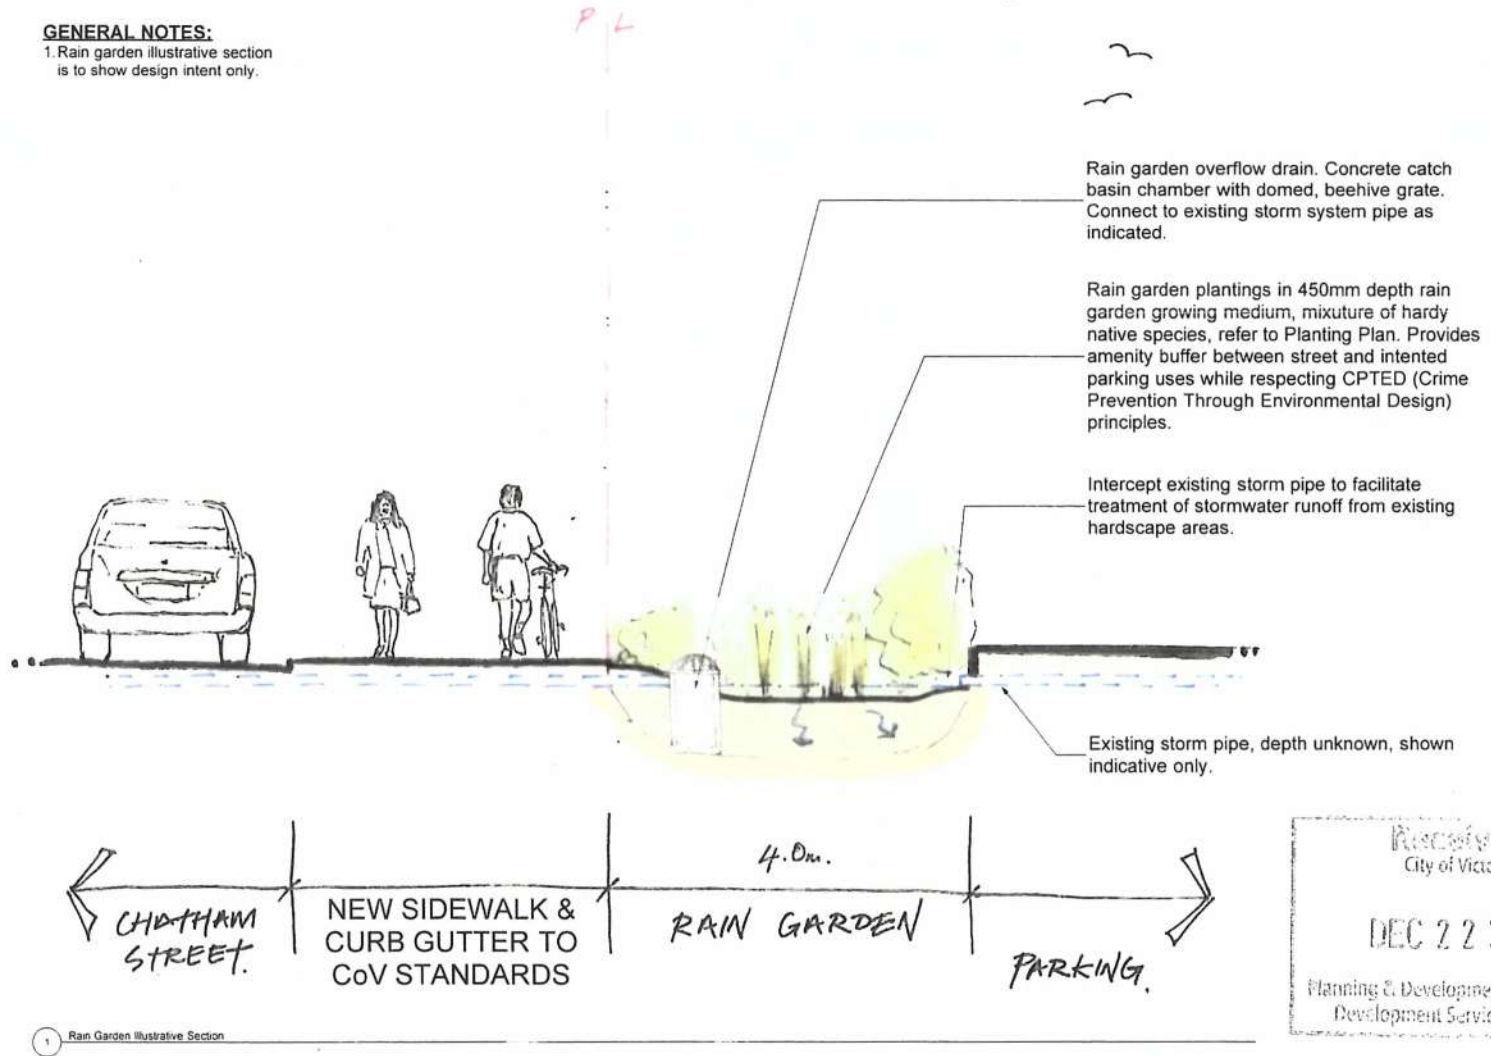 P L
GENERAL NOTES:
1. Rain garden illustrative section
is to show design intent only.
Rain garden overflow drain. Concrete catch
basin chamber with domed, beehive grate.
Connect to existing storm system pipe as
indicated.
Rain garden plantings in 450mm depth rain
garden growing medium, mixuture of hardy
native species, refer to Planting Plan. Provides
amenity buffer between street and intented
parking uses while respecting CPTED (Crime
Prevention Through Environmental Design)
principles.
Intercept existing storm pipe to facilitate
treatment of stormwater runoff from existing
hardscape areas.
Existing storm pipe, depth unknown, shown
indicative only.
CHATHAM
STREET.
NEW SIDEWALK &
CURB GUTTER TO
CoV STANDARDS
4.0m.
RAIN GARDEN
PARKING.
City of Victo
DEC 22
Planning & Developme
Development Servic
1 Rain Garden Illustrative Section